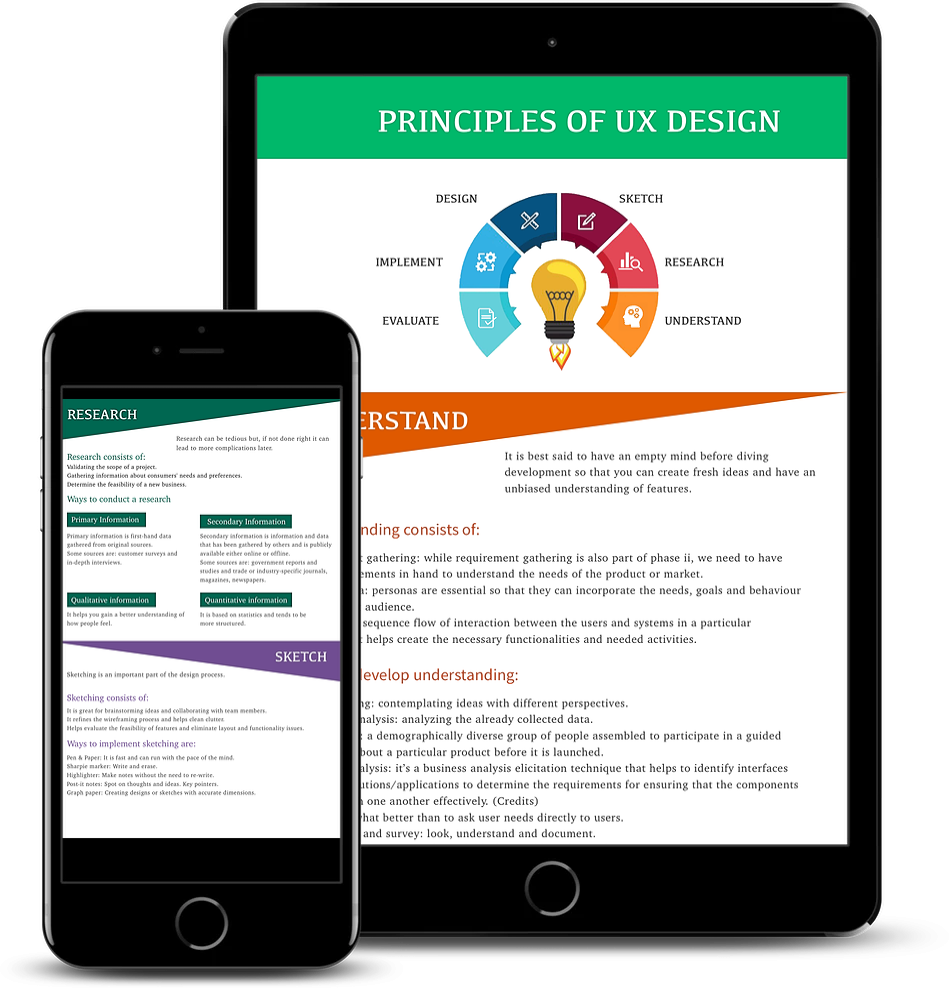 PRINCIPLES OF UX DESIGN
DESIGN
SKETCH
IMPLEMENT
RESEARCH
EVALUATE
UNDERSTAND
ERSTAND
It is best said to have an empty mind before diving
development so that you can create fresh ideas and have an
unbiased understanding of features.
nding consists of:
t gathering: while requirement gathering is also part of phase ii, we need to have
ements in hand to understand the needs of the product or market.
a: personas are essential so that they can incorporate the needs, goals and behaviour
audience.
sequence flow of interaction between the users and systems in a particular
t helps create the necessary functionalities and needed activities.
develop understanding:
ng: contemplating ideas with different perspectives.
nalysis: analyzing the already collected data.
: a demographically diverse group of people assembled to participate in a guided
bout a particular product before it is launched.
alysis: it's a business analysis elicitation technique that helps to identify interfaces
utions/applications to determine the requirements for ensuring that the components
n one another effectively. (Credits)
what better than to ask user needs directly to users.
and survey: look, understand and document.
RESEARCH
Research can be tedious but, if not done right it can
lead to more complications later.
Research consists of:
Validating the scope of a project.
Gathering information about consumers' needs and preferences.
Determine the feasibility of a new business.
Ways to conduct a research
Primary Information
Primary information is first-hand data
gathered from original sources.
Some sources are: customer surveys and
in-depth interviews.
Secondary Information
Secondary information is information and data
that has been gathered by others and is publicly
available either online or offline.
Some sources are: government reports and
studies and trade or industry-specific journals,
magazines, newspapers.
Qualitative information
It helps you gain a better understanding of
how people feel.
Quantitative information
It is based on statistics and tends to be
more structured.
SKETCH
Sketching is an important part of the design process.
Sketching consists of:
It is great for brainstorming ideas and collaborating with team members.
It refines the wireframing process and helps clean clutter.
Helps evaluate the feasibility of features and eliminate layout and functionality issues.
Ways to implement sketching are:
Pen & Paper: It is fast and can run with the pace of the mind.
Sharpie marker: Write and erase.
Highlighter: Make notes without the need to re-write.
Post-it notes: Spot on thoughts and ideas. Key pointers.
Graph paper: Creating designs or sketches with accurate dimensions.